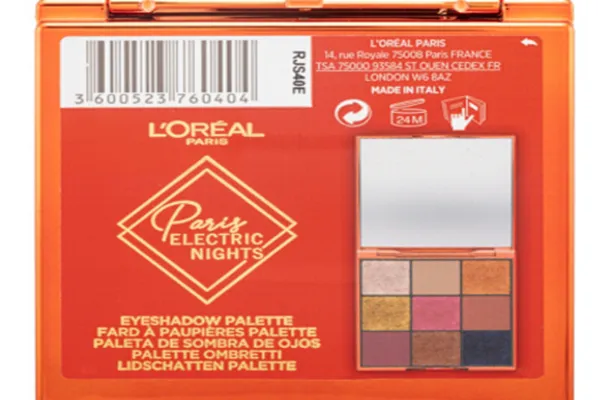 3 600523 760404
RJS40E
L'ORÉAL PARIS
14, rue Royale 75008 Paris FRANCE
TSA 75000 93584 ST OUEN CEDEX FR
LONDON W6 8AZ
MADE IN ITALY
24M
L'ORÉAL
PARIS
Paris
ELECTRIC
NIGHTS
EYESHADOW PALETTE
FARD À PAUPIÈRES PALETTE
PALETA DE SOMBRA DE OJOS
PALETTE OMBRETTI
LIDSCHATTEN PALETTE